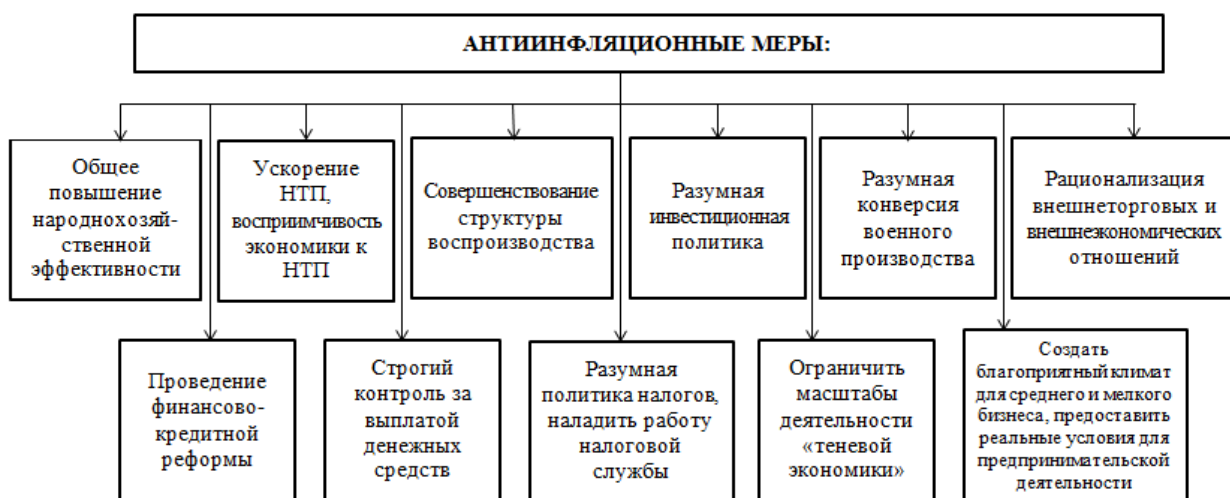 АНТИИНФЛЯЦИОННЫЕ МЕРЫ:
Общее
повышение
народнохозяй-
ственной
эффективности
Ускорение
НТП,
восприимчивость
экономики к
НТП
Совершенствование
структуры
воспроизводства
Разумная
инвестиционная
политика
Разумная
конверсия
военного
производства
Рационализация
внешнеторговых и
внешнеэкономических
отношений
Проведение
финансово-
кредитной
реформы
Строгий
контроль за
выплатой
денежных
средств
Разумная
политика налогов,
наладить работу
налоговой
службы
Ограничить
масштабы
деятельности
«теневой
экономики»
Создать
благоприятный климат
для среднего и мелкого
бизнеса, предоставить
реальные условия для
предпринимательской
деятельности